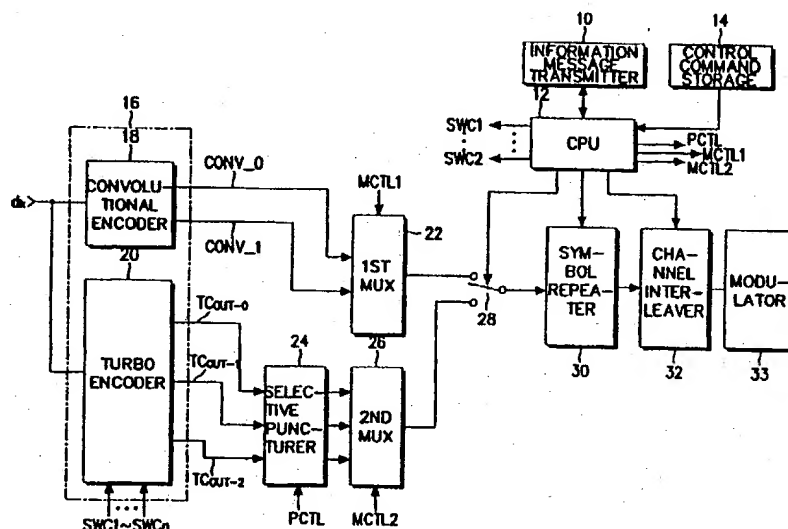 10
INFORMATION
MESSAGE
TRANSMITTER
14
CONTROL
COMMAND
STORAGE
12
CPU
SWC1
SWC2
PCTL
MCTL1
MCTL2
16
18
CONVOLU-
TIONAL
ENCODER
CONV_0
CONV_1
dk
20
TURBO
ENCODER
TCOUT-0
TCOUT-1
TCOUT-2
SWC1~SWCn
MCTL1
22
1ST
MUX
24
SELEC-
TIVE
PUNC-
TURER
PCTL
26
2ND
MUX
MCTL2
28
SYM-
BOL
REPEA-
TER
30
CHA-
NNEL
INTER-
LEAVER
32
MODU-
LATOR
33